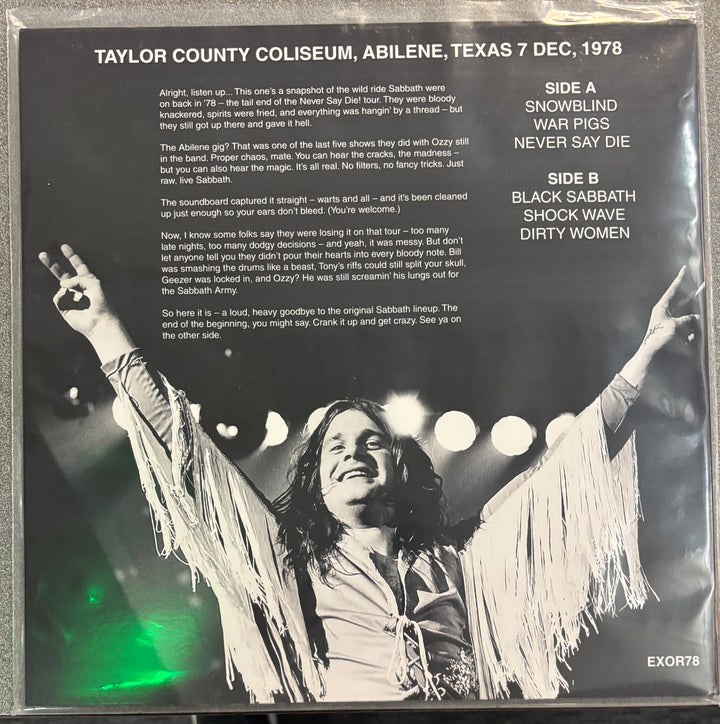 TAYLOR COUNTY COLISEUM, ABILENE, TEXAS 7 DEC, 1978
Alright, listen up... This one's a snapshot of the wild ride Sabbath were
on back in '78 – the tail end of the Never Say Die! tour. They were bloody
knackered, spirits were fried, and everything was hangin' by a thread – but
they still got up there and gave it hell.
The Abilene gig? That was one of the last five shows they did with Ozzy still
in the band. Proper chaos, mate. You can hear the cracks, the madness –
but you can also hear the magic. It's all real. No filters, no fancy tricks. Just
raw, live Sabbath.
The soundboard captured it straight – warts and all – and it's been cleaned
up just enough so your ears don't bleed. (You're welcome.)
Now, I know some folks say they were losing it on that tour – too many
late nights, too many dodgy decisions – and yeah, it was messy. But don't
let anyone tell you they didn't pour their hearts into every bloody note. Bill
was smashing the drums like a beast, Tony's riffs could still split your skull,
Geezer was locked in, and Ozzy? He was still screamin' his lungs out for
the Sabbath Army.
So here it is – a loud, heavy goodbye to the original Sabbath lineup. The
end of the beginning, you might say. Crank it up and get crazy. See ya on
the other side.
SIDE A
SNOWBLIND
WAR PIGS
NEVER SAY DIE
SIDE B
BLACK SABBATH
SHOCK WAVE
DIRTY WOMEN
EXOR78